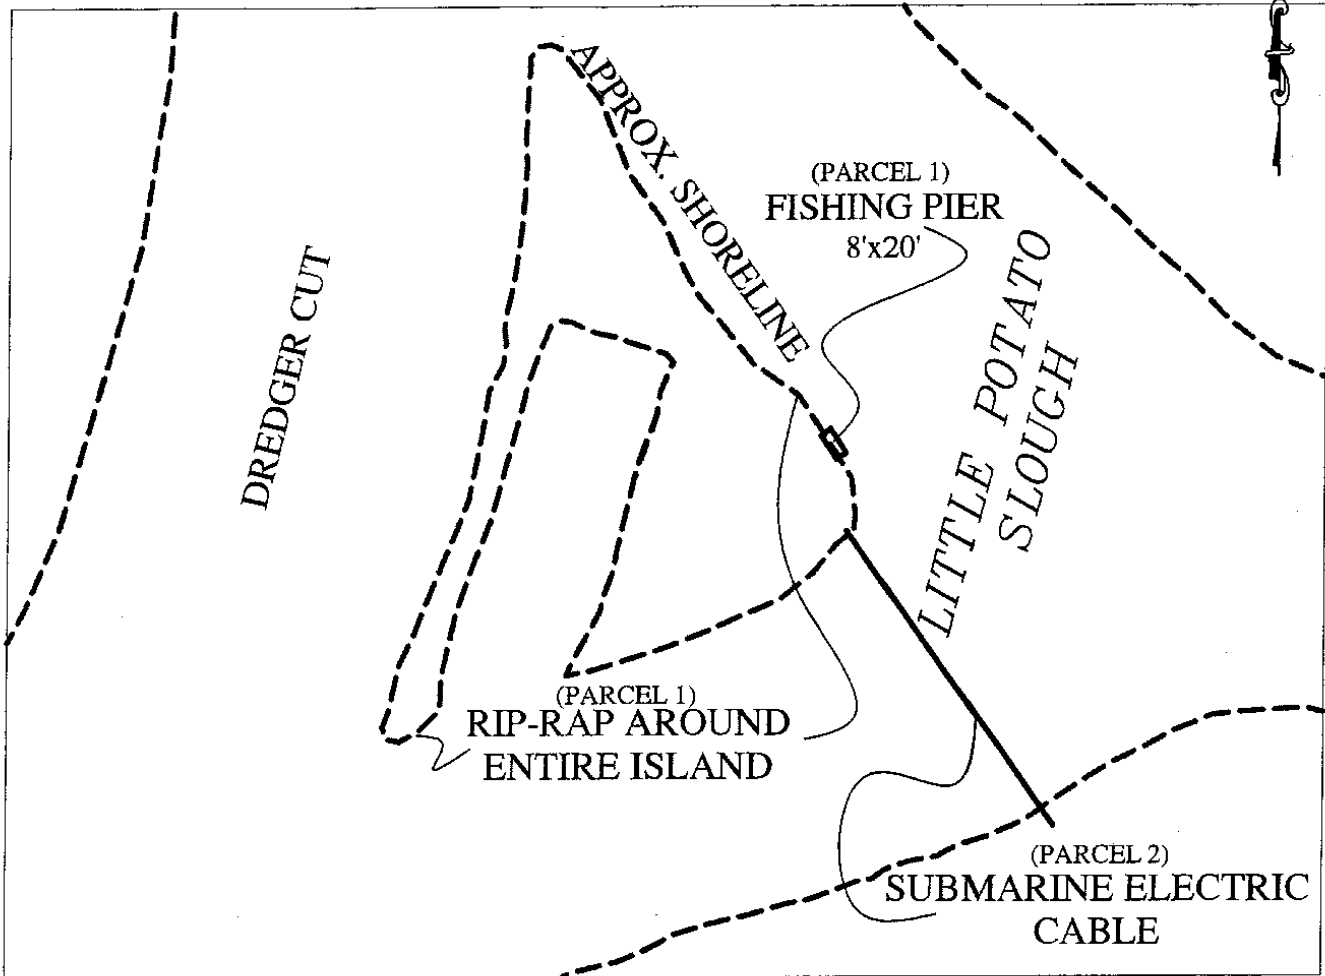 APPROX. SHORELINE
(PARCEL 1)
FISHING PIER
8'x20'
DREDGER CUT
LITTLE POTATO
SLOUGH
(PARCEL 1)
RIP-RAP AROUND
ENTIRE ISLAND
(PARCEL 2)
SUBMARINE ELECTRIC
CABLE